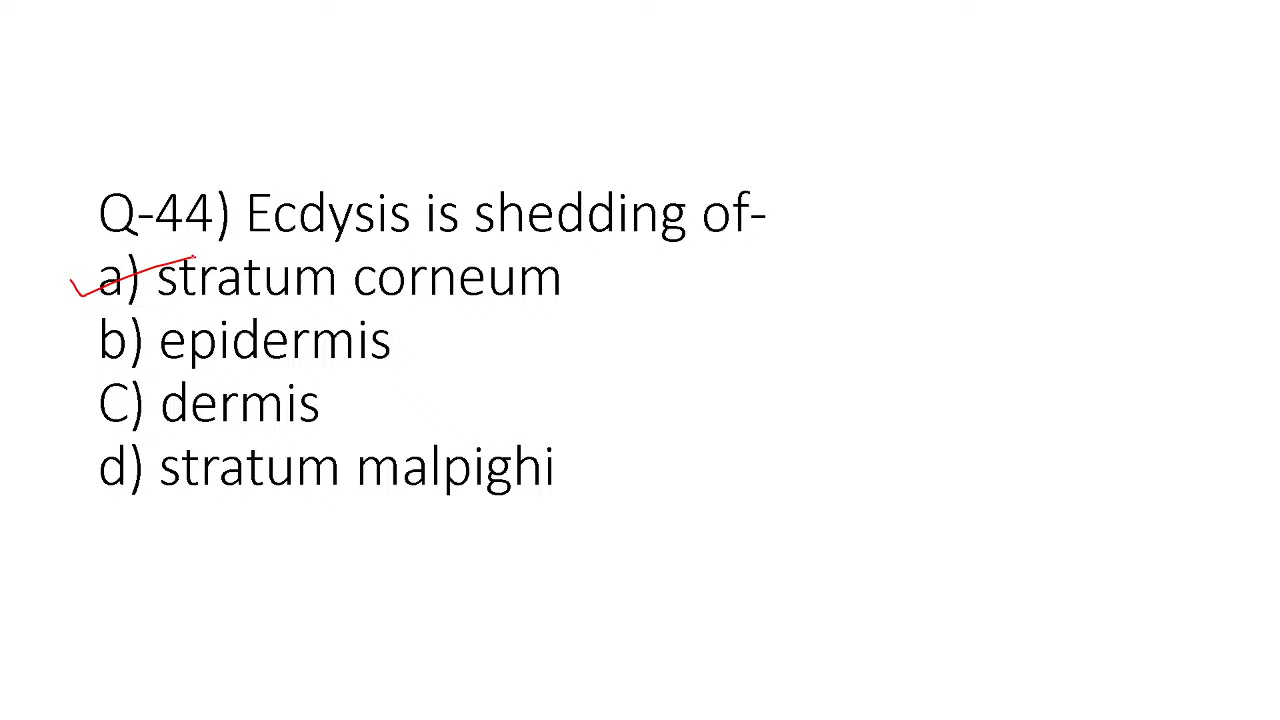 Q-44) Ecdysis is shedding of-
a) stratum corneum
b) epidermis
C) dermis
d) stratum malpighi